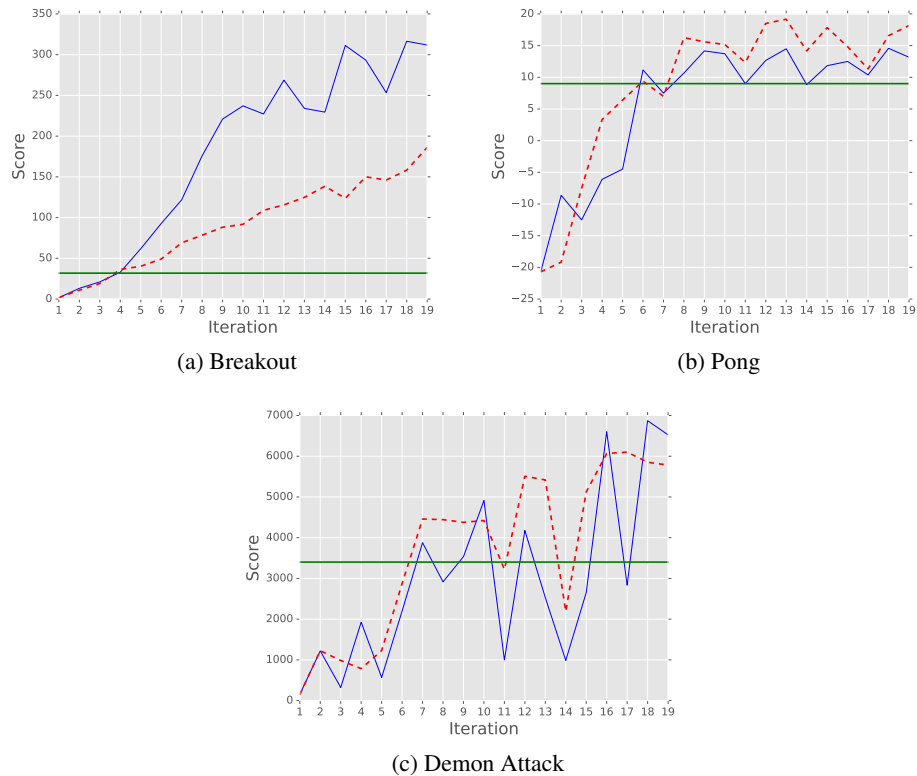 350
300
250
200
150
100
50
0
Score
1 2 3 4 5 6 7 8 9 10 11 12 13 14 15 16 17 18 19
Iteration
(a) Breakout
20
15
10
5
0
−5
−10
−15
−20
−25
Score
1 2 3 4 5 6 7 8 9 10 11 12 13 14 15 16 17 18 19
Iteration
(b) Pong
7000
6000
5000
4000
3000
2000
1000
0
Score
1 2 3 4 5 6 7 8 9 10 11 12 13 14 15 16 17 18 19
Iteration
(c) Demon Attack